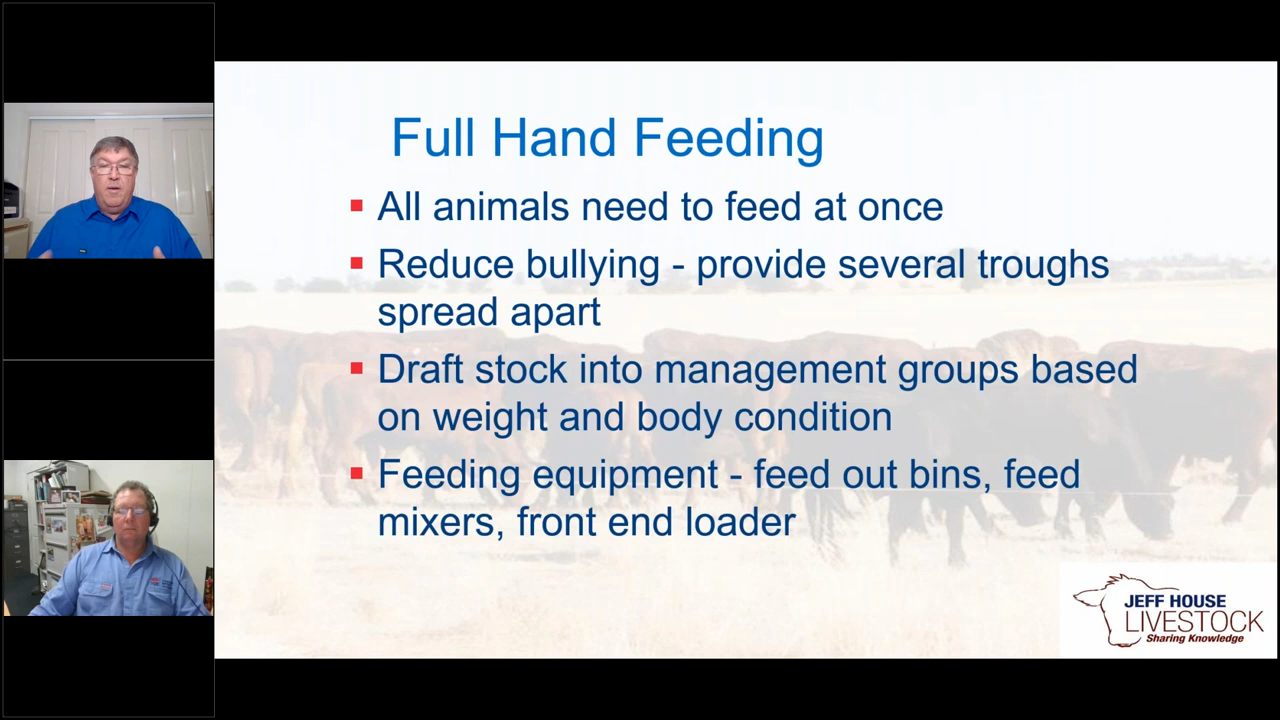 Full Hand Feeding
All animals need to feed at once
Reduce bullying - provide several troughs
spread apart
Draft stock into management groups based
on weight and body condition
Feeding equipment - feed out bins, feed
mixers, front end loader
JEFF HOUSE
LIVESTOCK
Sharing Knowledge